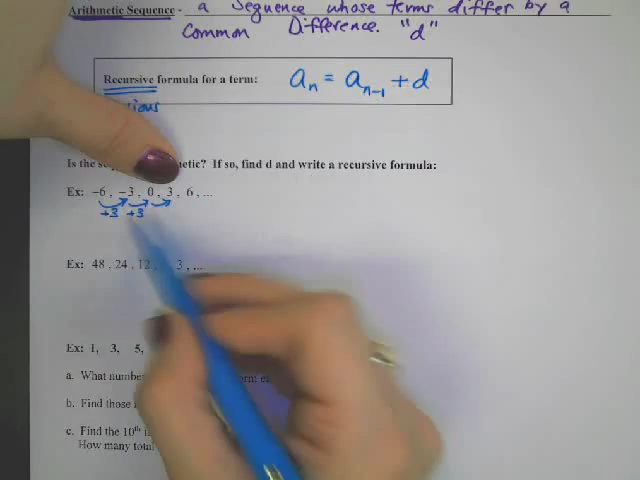 Arithmetic Sequence - a sequence whose terms differ by a
Common Difference. "d"
Recursive formula for a term: aₙ = aₙ₋₁ + d
Is the etic? If so, find d and write a recursive formula:
Ex: −6 , −3 , 0 , 3 , 6 , ...
+3 +3
Ex: 48 , 24 , 12 , 3 , ...
Ex: 1, 3, 5,
a. What
b. Find those
c. Find the 10th
How many